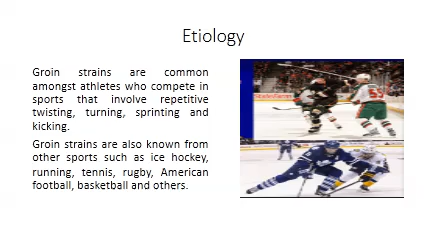 Etiology
Groin strains are common
amongst athletes who compete in
sports that involve repetitive
twisting, turning, sprinting and
kicking.
Groin strains are also known from
other sports such as ice hockey,
running, tennis, rugby, American
football, basketball and others.